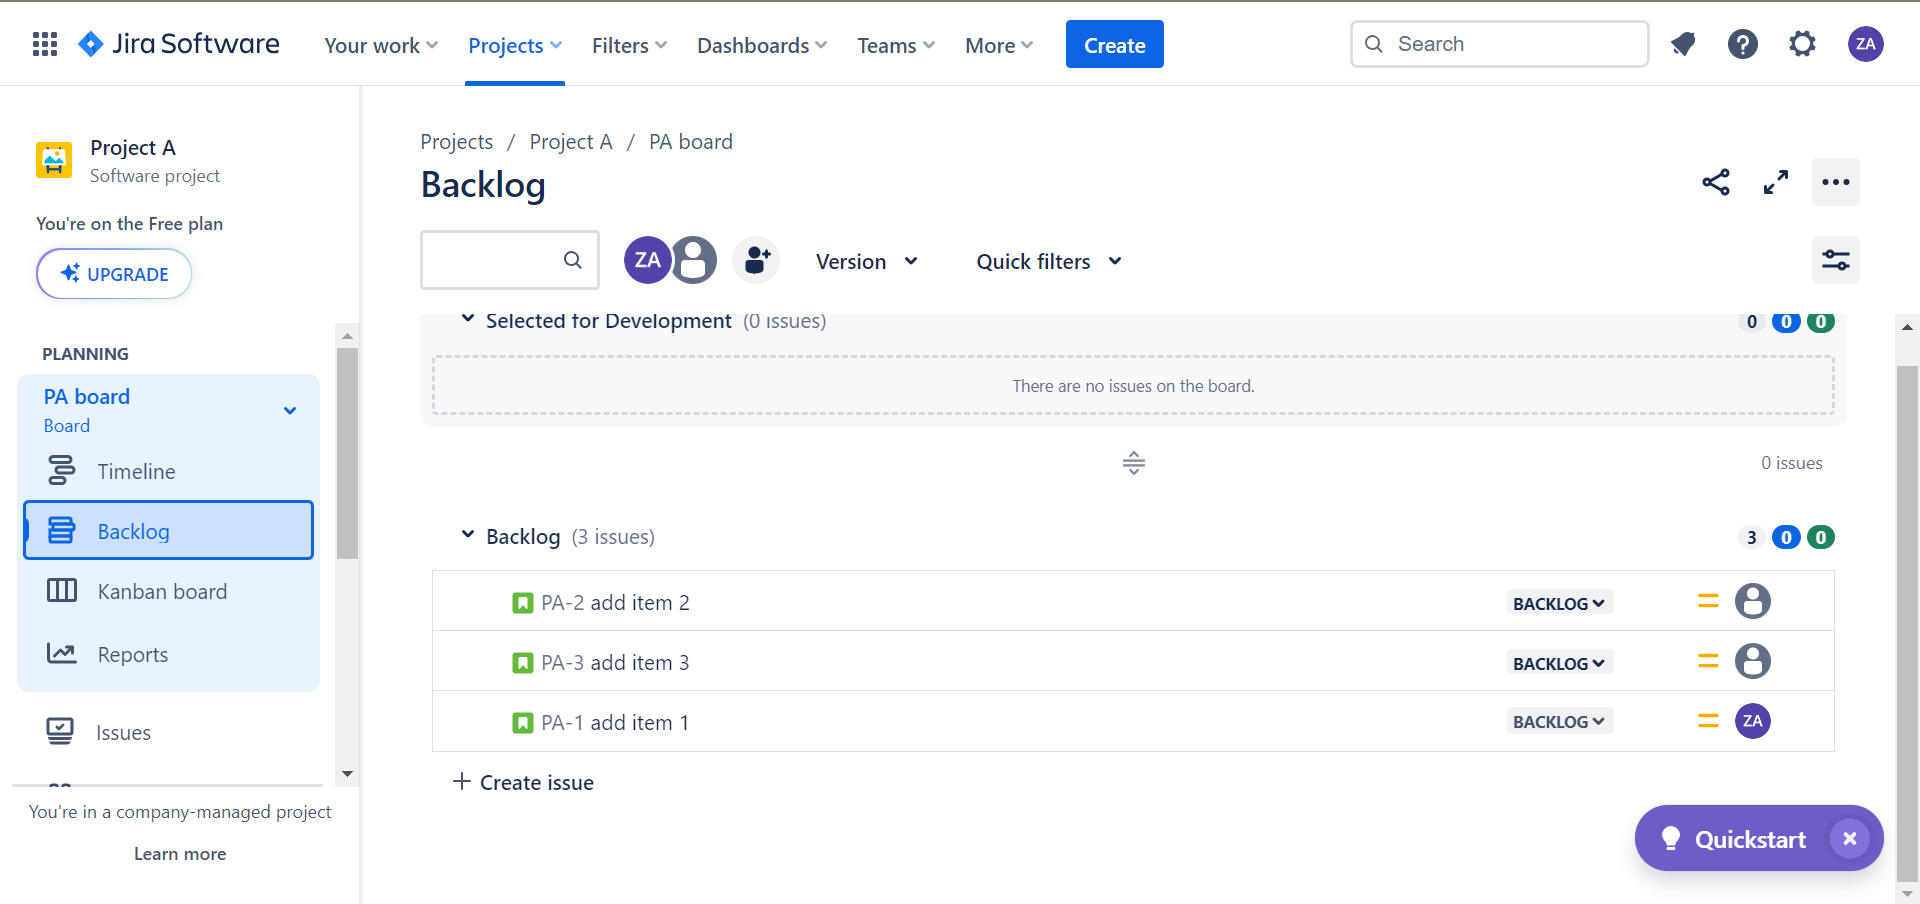 Jira Software
Your work
Projects
Filters
Dashboards
Teams
More
Create
Search
ZA
Project A
Software project
You're on the Free plan
UPGRADE
PLANNING
PA board
Board
Timeline
Backlog
Kanban board
Reports
Issues
You're in a company-managed project
Learn more
Projects / Project A / PA board
Backlog
ZA
Version
Quick filters
Selected for Development (0 issues) 0 0 0
There are no issues on the board.
0 issues
Backlog (3 issues) 3 0 0
PA-2 add item 2 BACKLOG
PA-3 add item 3 BACKLOG
PA-1 add item 1 BACKLOG ZA
+ Create issue
Quickstart